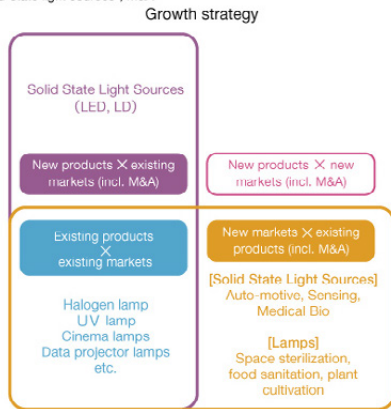 Growth strategy
Solid State Light Sources
(LED, LD)
New products × existing
markets (incl. M&A)
New products × new
markets (incl. M&A)
Existing products
×
existing markets
New markets × existing
products (incl. M&A)
Halogen lamp
UV lamp
Cinema lamps
Data projector lamps
etc.
[Solid State Light Sources]
Auto-motive, Sensing,
Medical Bio
[Lamps]
Space sterilization,
food sanitation, plant
cultivation